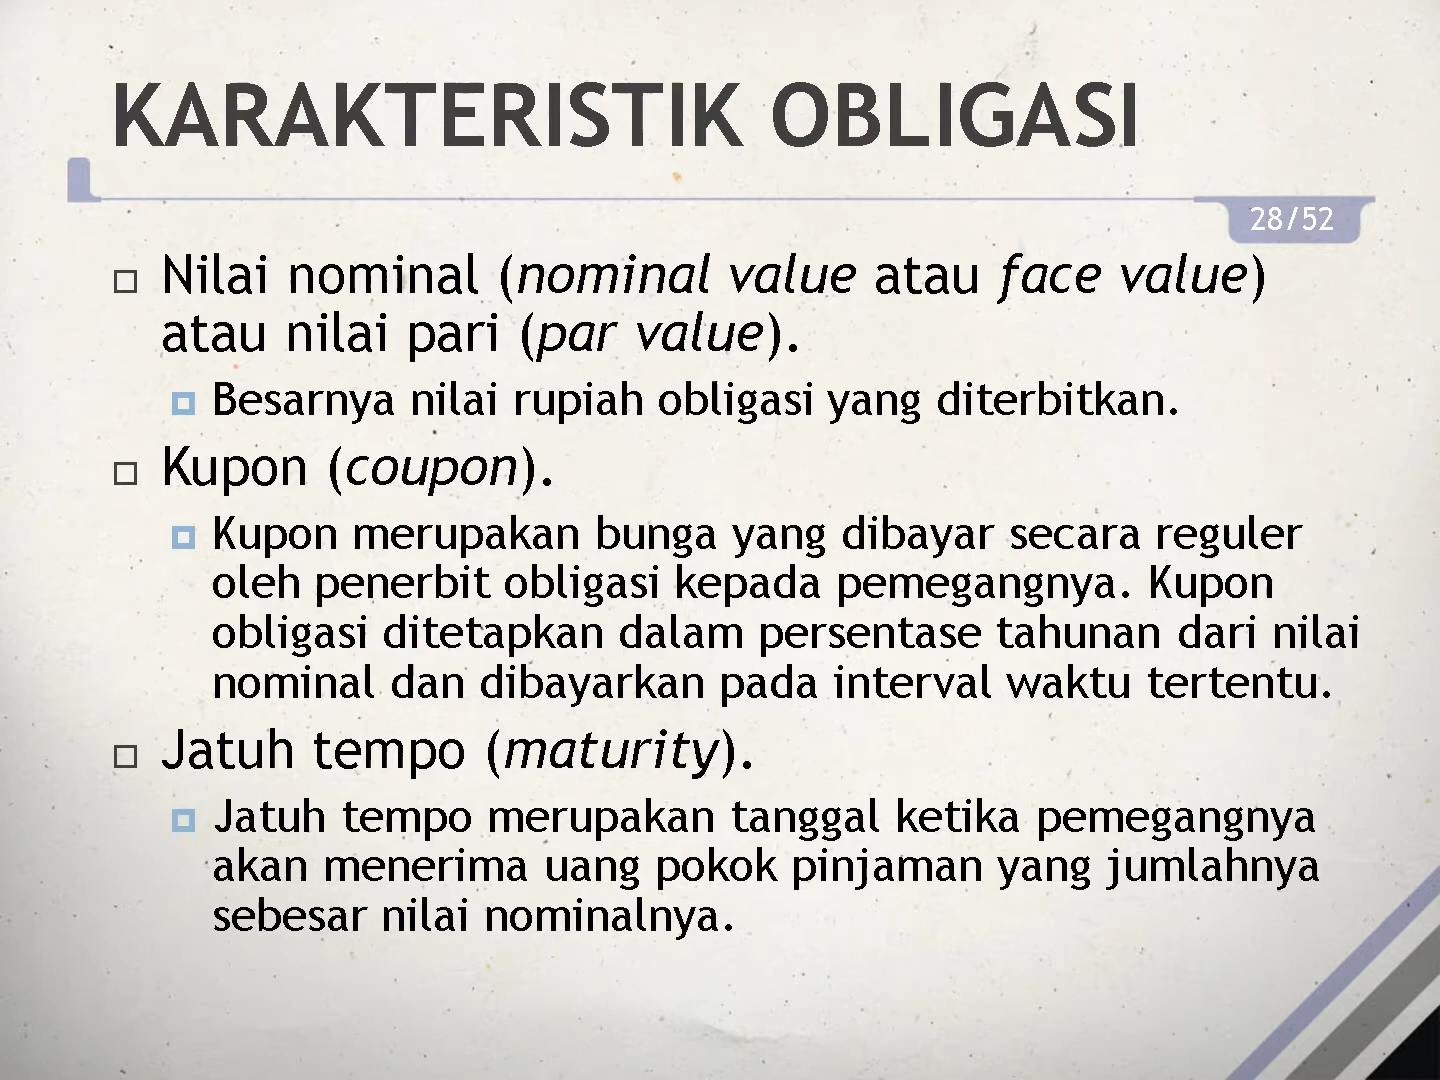 KARAKTERISTIK OBLIGASI
28/52
Nilai nominal (nominal value atau face value)
atau nilai pari (par value).
Besarnya nilai rupiah obligasi yang diterbitkan.
Kupon (coupon).
Kupon merupakan bunga yang dibayar secara reguler
oleh penerbit obligasi kepada pemegangnya. Kupon
obligasi ditetapkan dalam persentase tahunan dari nilai
nominal dan dibayarkan pada interval waktu tertentu.
Jatuh tempo (maturity).
Jatuh tempo merupakan tanggal ketika pemegangnya
akan menerima uang pokok pinjaman yang jumlahnya
sebesar nilai nominalnya.